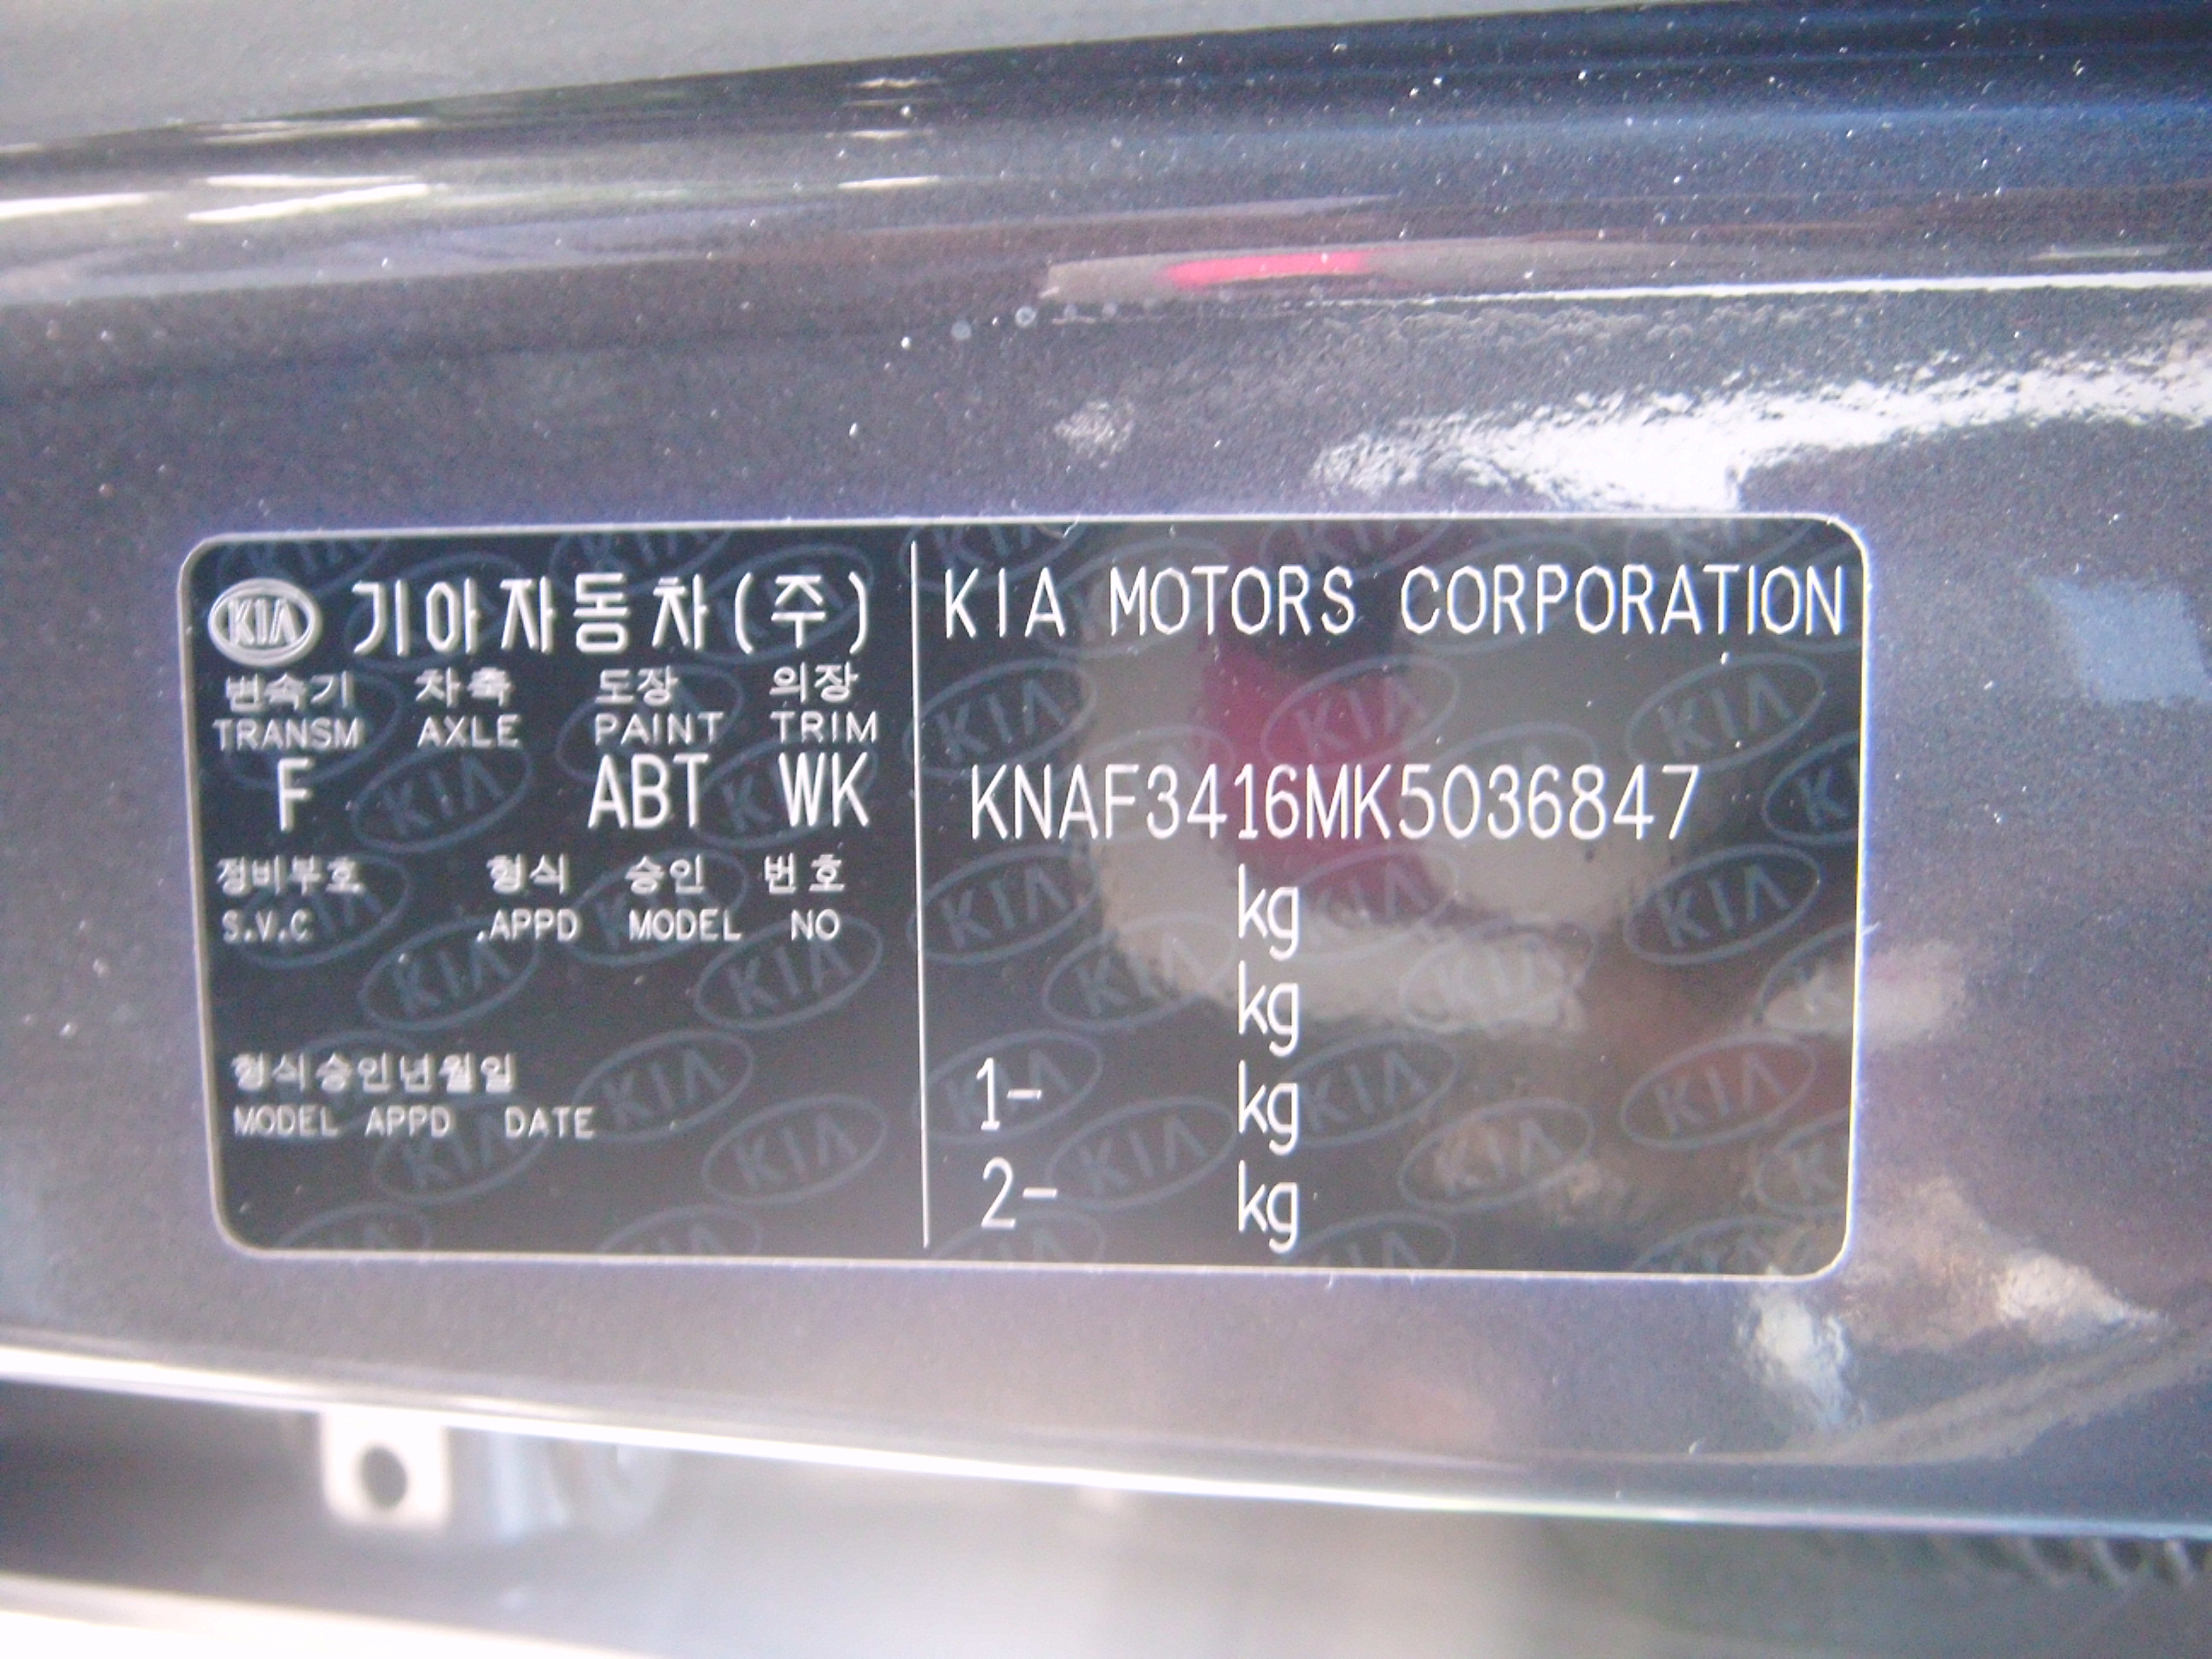 KIA 기아자동차(주)
변속기 차축 도장 의장
TRANSM AXLE PAINT TRIM
F ABT WK
정비부호 형식 승인 번호
S.V.C .APPD MODEL NO
형식승인년월일
MODEL APPD DATE
KIA MOTORS CORPORATION
KNAF3416MK5036847
kg
kg
1- kg
2- kg